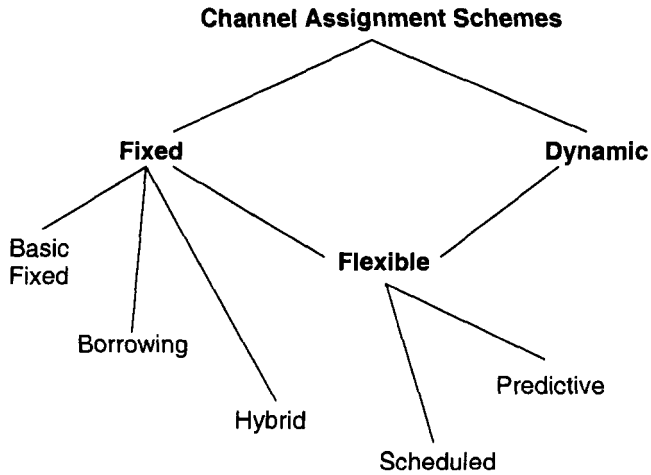 Channel Assignment Schemes
Fixed
Dynamic
Basic
Fixed
Flexible
Borrowing
Predictive
Hybrid
Scheduled